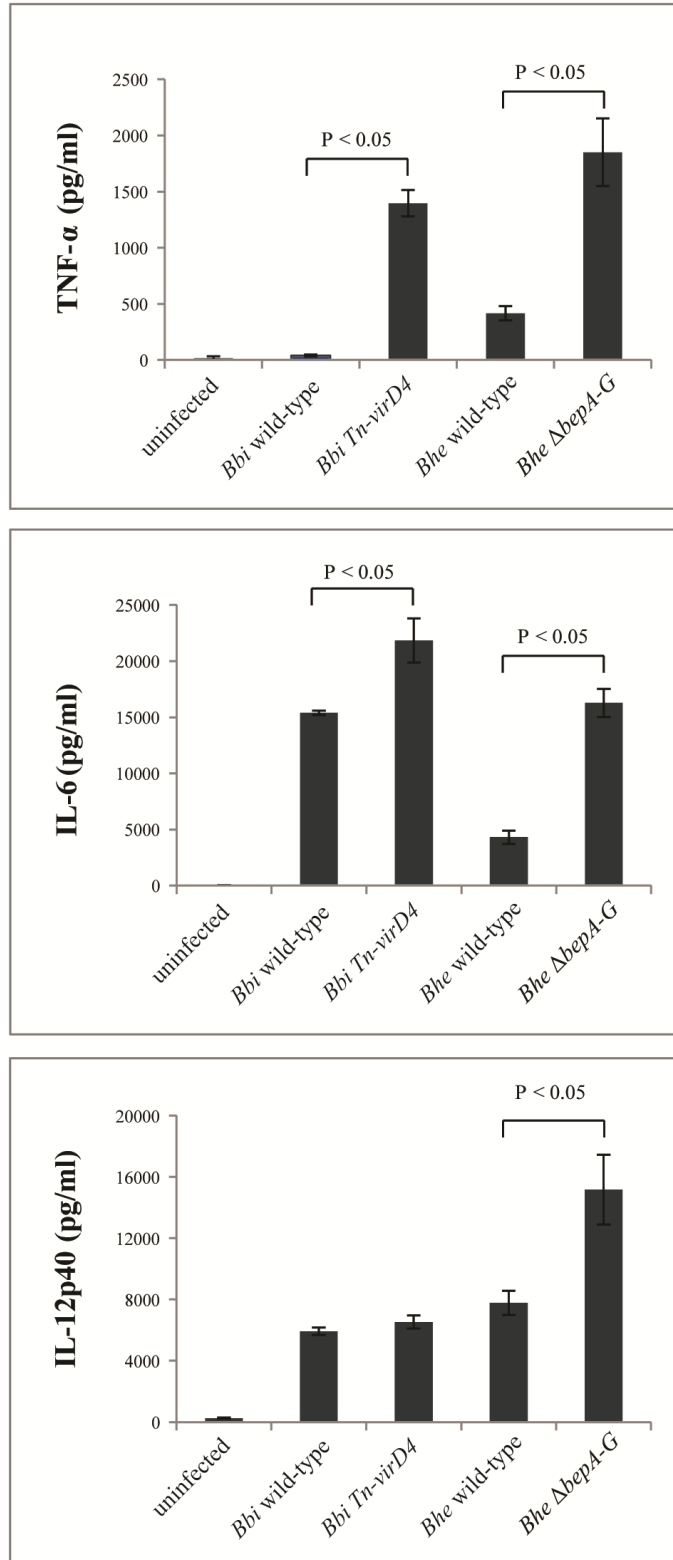 P < 0.05
P < 0.05
TNF-α (pg/ml)
2500
2000
1500
1000
500
0
uninfected
Bbi wild-type
Bbi Tn-virD4
Bhe wild-type
Bhe ΔbepA-G
P < 0.05
P < 0.05
IL-6 (pg/ml)
25000
20000
15000
10000
5000
0
uninfected
Bbi wild-type
Bbi Tn-virD4
Bhe wild-type
Bhe ΔbepA-G
P < 0.05
IL-12p40 (pg/ml)
20000
16000
12000
8000
4000
0
uninfected
Bbi wild-type
Bbi Tn-virD4
Bhe wild-type
Bhe ΔbepA-G